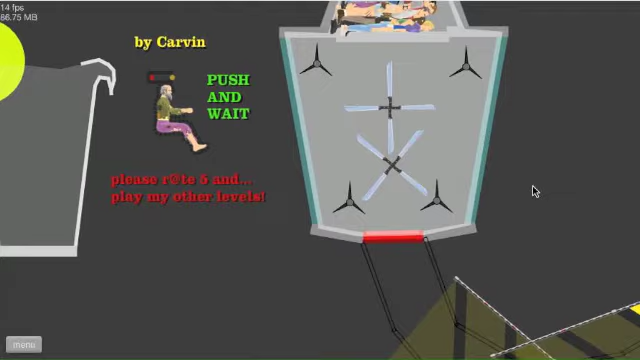 14 fps
86.75 MB
by Carvin
PUSH
AND
WAIT
please r@te 5 and...
play my other levels!
menu